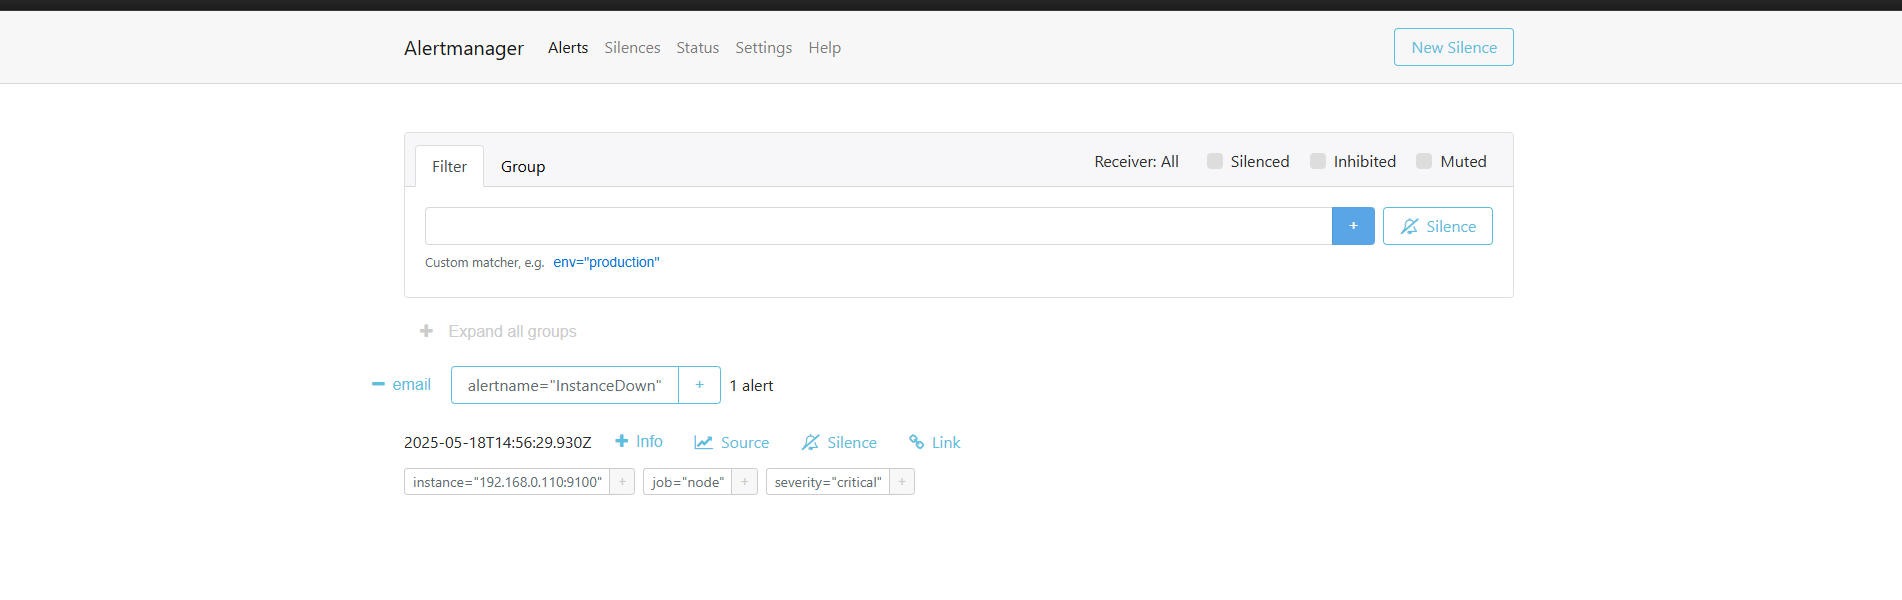 Alertmanager Alerts Silences Status Settings Help New Silence
Filter Group Receiver: All Silenced Inhibited Muted
+ Silence
Custom matcher, e.g. env="production"
+ Expand all groups
− email alertname="InstanceDown" + 1 alert
2025-05-18T14:56:29.930Z + Info Source Silence Link
instance="192.168.0.110:9100" + job="node" + severity="critical" +